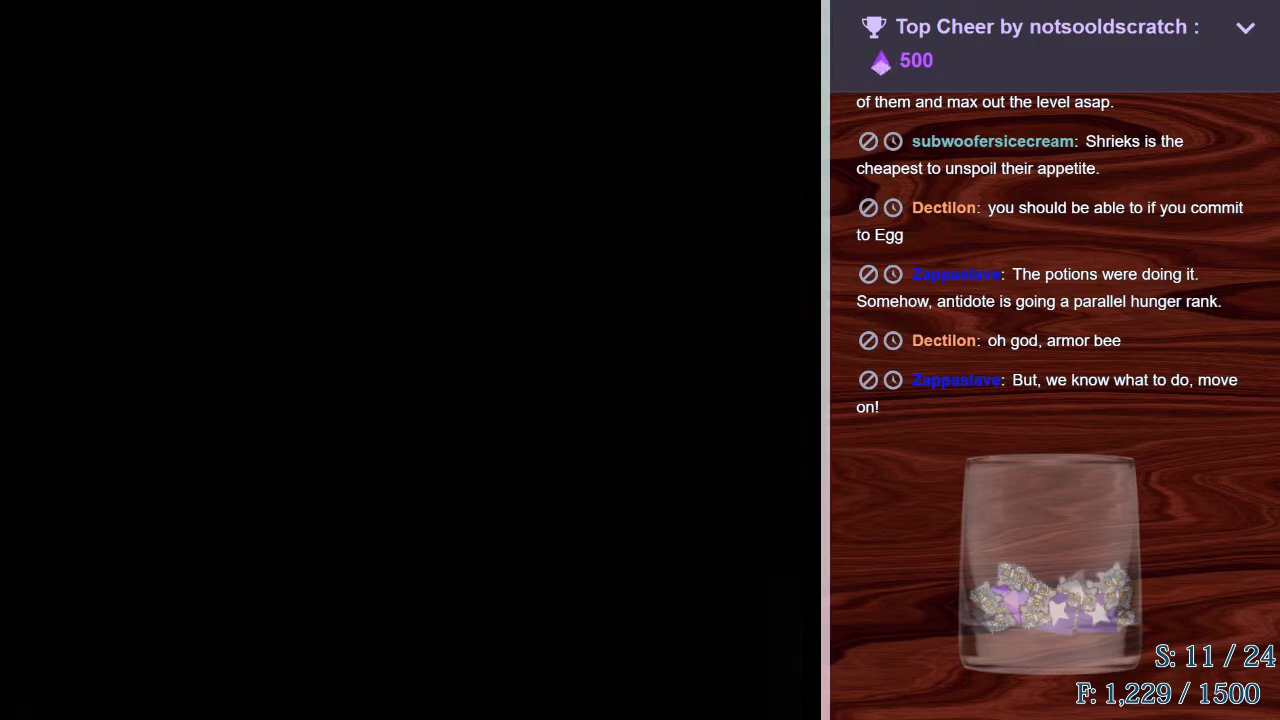 Top Cheer by notsooldscratch :
500
of them and max out the level asap.
subwoofersicecream: Shrieks is the
cheapest to unspoil their appetite.
Dectilon: you should be able to if you commit
to Egg
Zappaslave: The potions were doing it.
Somehow, antidote is going a parallel hunger rank.
Dectilon: oh god, armor bee
Zappaslave: But, we know what to do, move
on!
S: 11 / 24
F: 1,229 / 1500